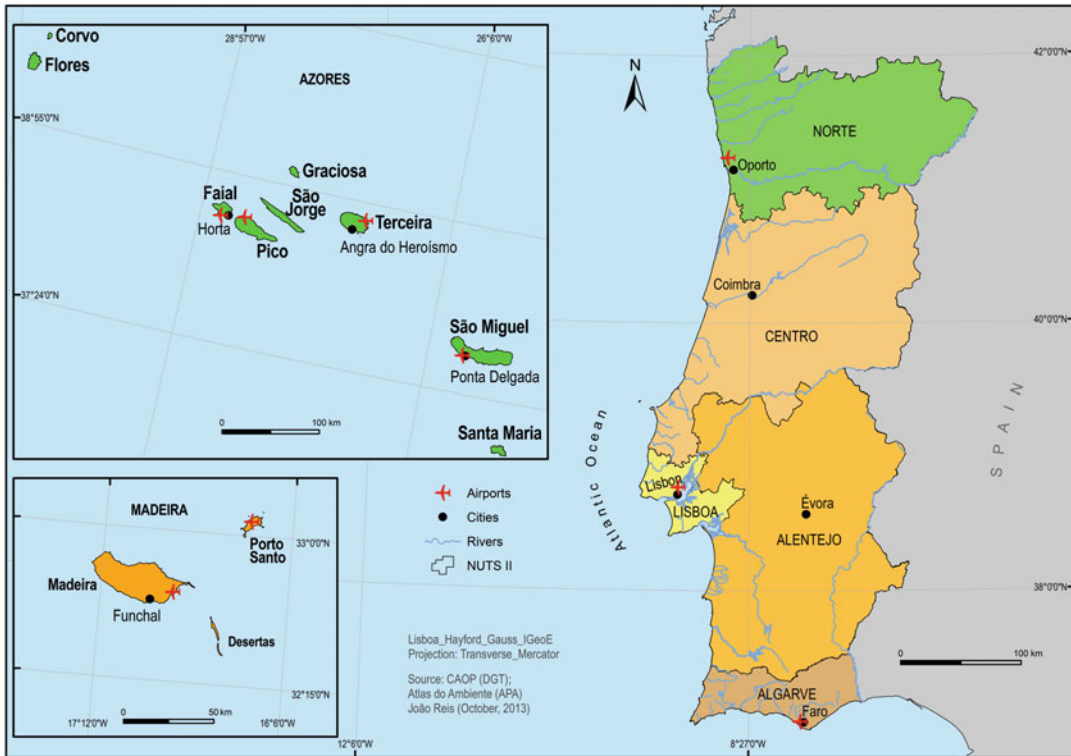 Corvo
Flores
28°57'0"W
26°6'0"W
AZORES
38°55'0"N
Graciosa
Faial
São
Jorge
Horta
Pico
Terceira
Angra do Heroísmo
37°24'0"N
São Miguel
Ponta Delgada
0
100 km
Santa Maria
MADEIRA
Porto
Santo
33°0'0"N
Madeira
Funchal
Desertas
32°15'0"N
0
50 km
17°12'0"W
16°6'0"W
Airports
Cities
Rivers
NUTS II
Lisboa_Hayford_Gauss_IGeoE
Projection: Transverse_Mercator
Source: CAOP (DGT);
Atlas do Ambiente (APA)
João Reis (October, 2013)
N
42°0'0"N
NORTE
Oporto
Coimbra
40°0'0"N
CENTRO
Atlantic Ocean
SPAIN
Lisbon
LISBOA
Évora
ALENTEJO
38°0'0"N
0
100 km
ALGARVE
Faro
12°6'0"W
8°27'0"W